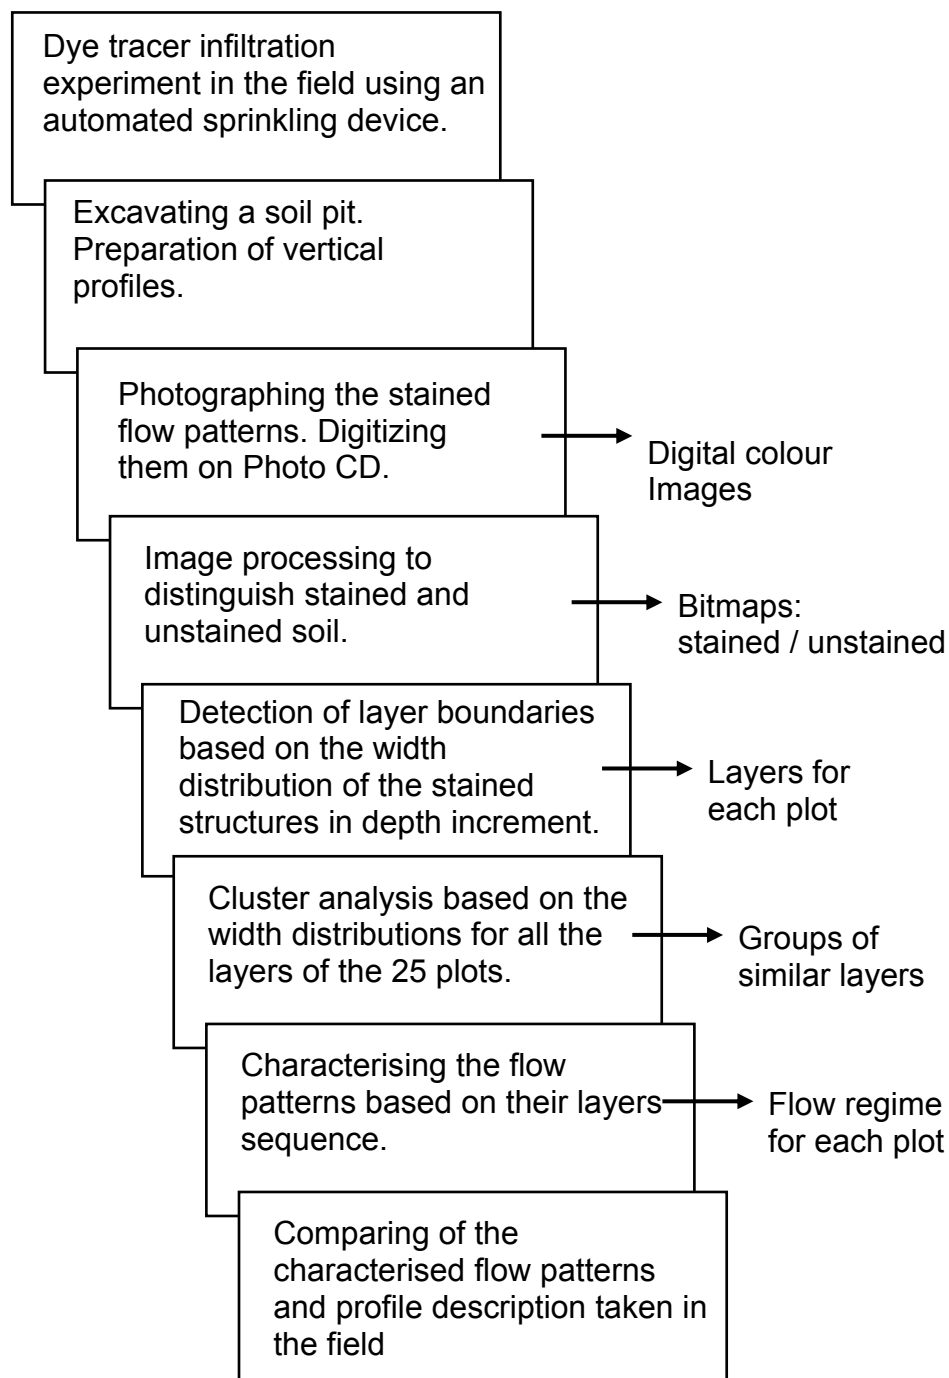 Dye tracer infiltration
experiment in the field using an
automated sprinkling device.
Excavating a soil pit.
Preparation of vertical
profiles.
Photographing the stained
flow patterns. Digitizing
them on Photo CD.
Digital colour
Images
Image processing to
distinguish stained and
unstained soil.
Bitmaps:
stained / unstained
Detection of layer boundaries
based on the width
distribution of the stained
structures in depth increment.
Layers for
each plot
Cluster analysis based on the
width distributions for all the
layers of the 25 plots.
Groups of
similar layers
Characterising the flow
patterns based on their layers
sequence.
Flow regime
for each plot
Comparing of the
characterised flow patterns
and profile description taken in
the field